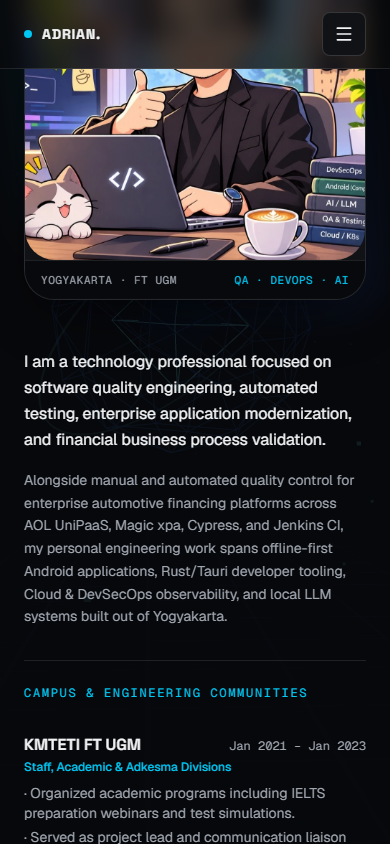 ADRIAN.
>_
</>
DevSecOps
Android
AI / LLM
QA & Testing
Cloud / K8s
YOGYAKARTA · FT UGM
QA · DEVOPS · AI
I am a technology professional focused on
software quality engineering, automated
testing, enterprise application modernization,
and financial business process validation.
Alongside manual and automated quality control for
enterprise automotive financing platforms across
AOL UniPaaS, Magic xpa, Cypress, and Jenkins CI,
my personal engineering work spans offline-first
Android applications, Rust/Tauri developer tooling,
Cloud & DevSecOps observability, and local LLM
systems built out of Yogyakarta.
CAMPUS & ENGINEERING COMMUNITIES
KMTETI FT UGM
Jan 2021 – Jan 2023
Staff, Academic & Adkesma Divisions
· Organized academic programs including IELTS
preparation webinars and test simulations.
· Served as project lead and communication liaison